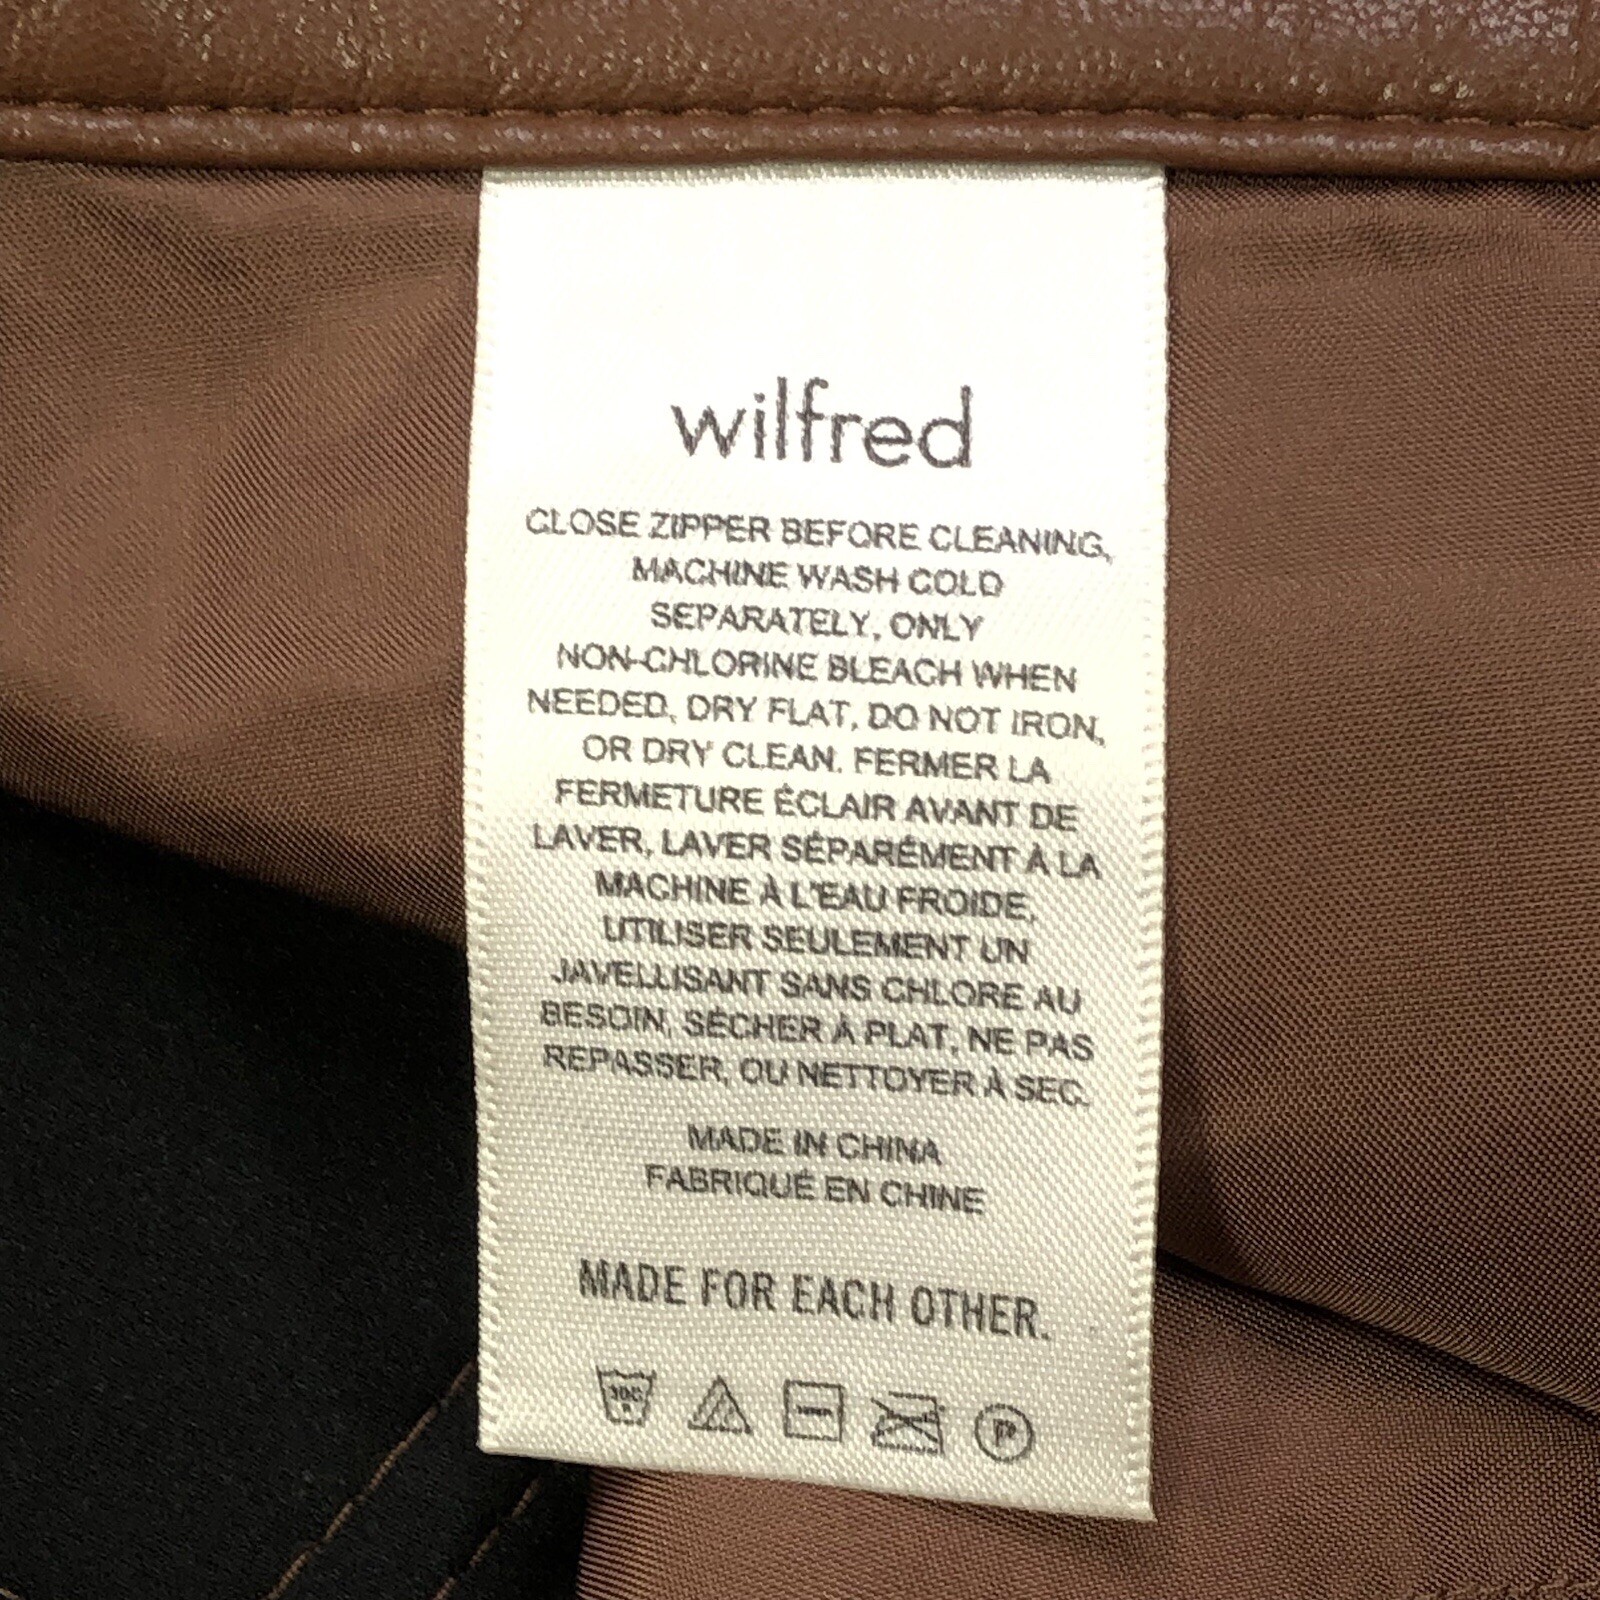 wilfred
CLOSE ZIPPER BEFORE CLEANING,
MACHINE WASH COLD
SEPARATELY, ONLY
NON-CHLORINE BLEACH WHEN
NEEDED, DRY FLAT, DO NOT IRON,
OR DRY CLEAN. FERMER LA
FERMETURE ÉCLAIR AVANT DE
LAVER, LAVER SÉPARÉMENT À LA
MACHINE À L'EAU FROIDE,
UTILISER SEULEMENT UN
JAVELLISANT SANS CHLORE AU
BESOIN, SÉCHER À PLAT, NE PAS
REPASSER, OU NETTOYER À SEC.
MADE IN CHINA
FABRIQUÉ EN CHINE
MADE FOR EACH OTHER.
30C P